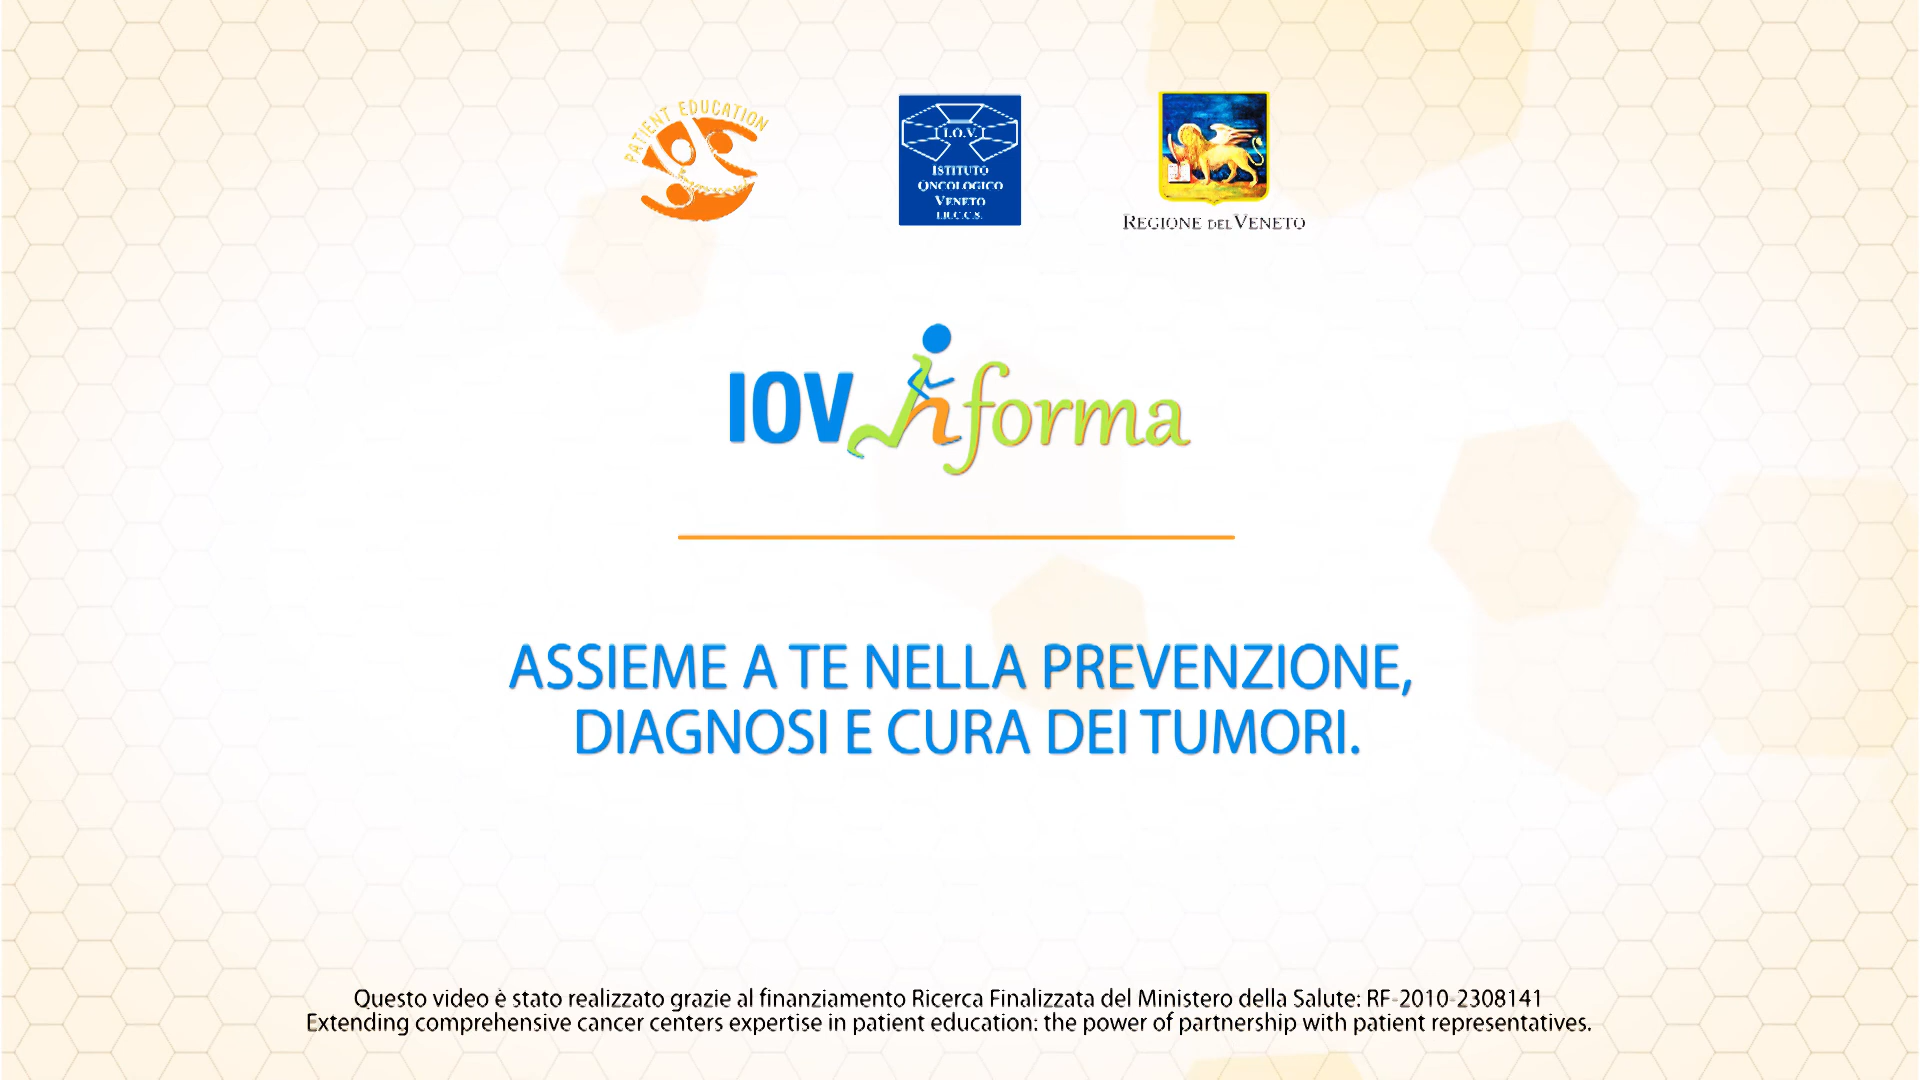 PATIENT EDUCATION
I.O.V.
ISTITUTO
ONCOLOGICO
VENETO
I.R.C.C.S.
REGIONE DEL VENETO
IOV informa
ASSIEME A TE NELLA PREVENZIONE,
DIAGNOSI E CURA DEI TUMORI.
Questo video è stato realizzato grazie al finanziamento Ricerca Finalizzata del Ministero della Salute: RF-2010-2308141
Extending comprehensive cancer centers expertise in patient education: the power of partnership with patient representatives.